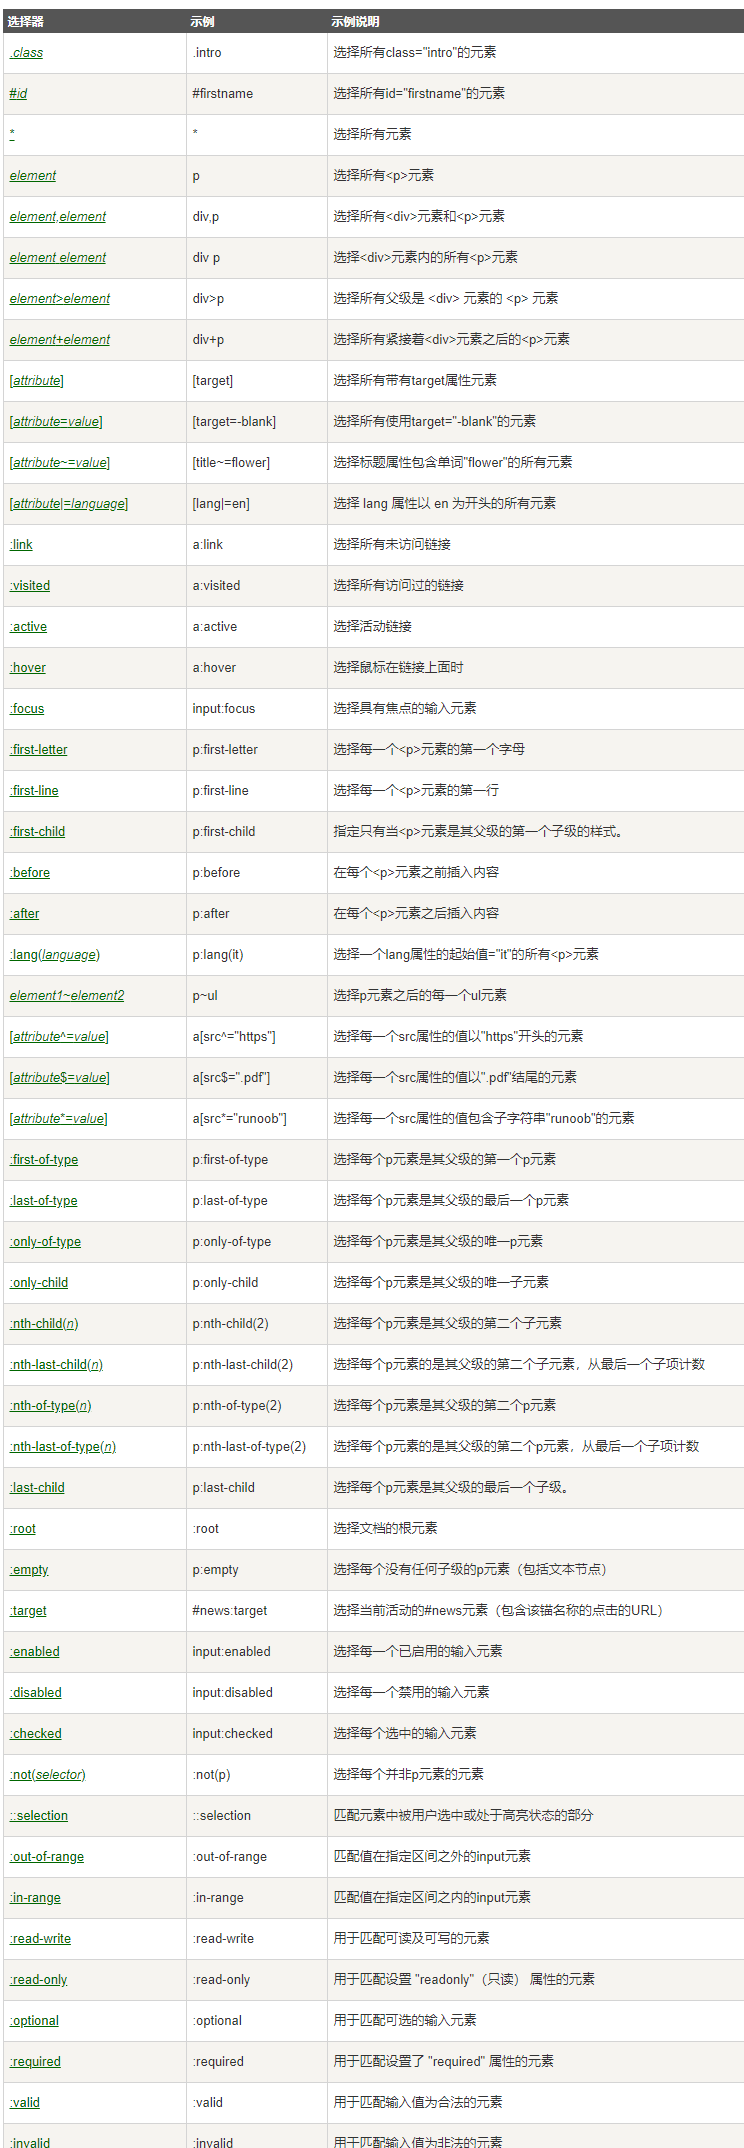 选择器 示例 示例说明
.class .intro 选择所有class="intro"的元素
#id #firstname 选择所有id="firstname"的元素
* * 选择所有元素
element p 选择所有<p>元素
element,element div,p 选择所有<div>元素和<p>元素
element element div p 选择<div>元素内的所有<p>元素
element>element div>p 选择所有父级是 <div> 元素的 <p> 元素
element+element div+p 选择所有紧接着<div>元素之后的<p>元素
[attribute] [target] 选择所有带有target属性元素
[attribute=value] [target=-blank] 选择所有使用target="-blank"的元素
[attribute~=value] [title~=flower] 选择标题属性包含单词"flower"的所有元素
[attribute|=language] [lang|=en] 选择 lang 属性以 en 为开头的所有元素
:link a:link 选择所有未访问链接
:visited a:visited 选择所有访问过的链接
:active a:active 选择活动链接
:hover a:hover 选择鼠标在链接上面时
:focus input:focus 选择具有焦点的输入元素
:first-letter p:first-letter 选择每一个<p>元素的第一个字母
:first-line p:first-line 选择每一个<p>元素的第一行
:first-child p:first-child 指定只有当<p>元素是其父级的第一个子级的样式。
:before p:before 在每个<p>元素之前插入内容
:after p:after 在每个<p>元素之后插入内容
:lang(language) p:lang(it) 选择一个lang属性的起始值="it"的所有<p>元素
element1~element2 p~ul 选择p元素之后的每一个ul元素
[attribute^=value] a[src^="https"] 选择每一个src属性的值以"https"开头的元素
[attribute$=value] a[src$=".pdf"] 选择每一个src属性的值以".pdf"结尾的元素
[attribute*=value] a[src*="runoob"] 选择每一个src属性的值包含子字符串"runoob"的元素
:first-of-type p:first-of-type 选择每个p元素是其父级的第一个p元素
:last-of-type p:last-of-type 选择每个p元素是其父级的最后一个p元素
:only-of-type p:only-of-type 选择每个p元素是其父级的唯一p元素
:only-child p:only-child 选择每个p元素是其父级的唯一子元素
:nth-child(n) p:nth-child(2) 选择每个p元素是其父级的第二个子元素
:nth-last-child(n) p:nth-last-child(2) 选择每个p元素的是其父级的第二个子元素，从最后一个子项计数
:nth-of-type(n) p:nth-of-type(2) 选择每个p元素是其父级的第二个p元素
:nth-last-of-type(n) p:nth-last-of-type(2) 选择每个p元素的是其父级的第二个p元素，从最后一个子项计数
:last-child p:last-child 选择每个p元素是其父级的最后一个子级。
:root :root 选择文档的根元素
:empty p:empty 选择每个没有任何子级的p元素（包括文本节点）
:target #news:target 选择当前活动的#news元素（包含该锚名称的点击的URL）
:enabled input:enabled 选择每一个已启用的输入元素
:disabled input:disabled 选择每一个禁用的输入元素
:checked input:checked 选择每个选中的输入元素
:not(selector) :not(p) 选择每个并非p元素的元素
::selection ::selection 匹配元素中被用户选中或处于高亮状态的部分
:out-of-range :out-of-range 匹配值在指定区间之外的input元素
:in-range :in-range 匹配值在指定区间之内的input元素
:read-write :read-write 用于匹配可读及可写的元素
:read-only :read-only 用于匹配设置 "readonly"（只读） 属性的元素
:optional :optional 用于匹配可选的输入元素
:required :required 用于匹配设置了 "required" 属性的元素
:valid :valid 用于匹配输入值为合法的元素
:invalid :invalid 用于匹配输入值为非法的元素